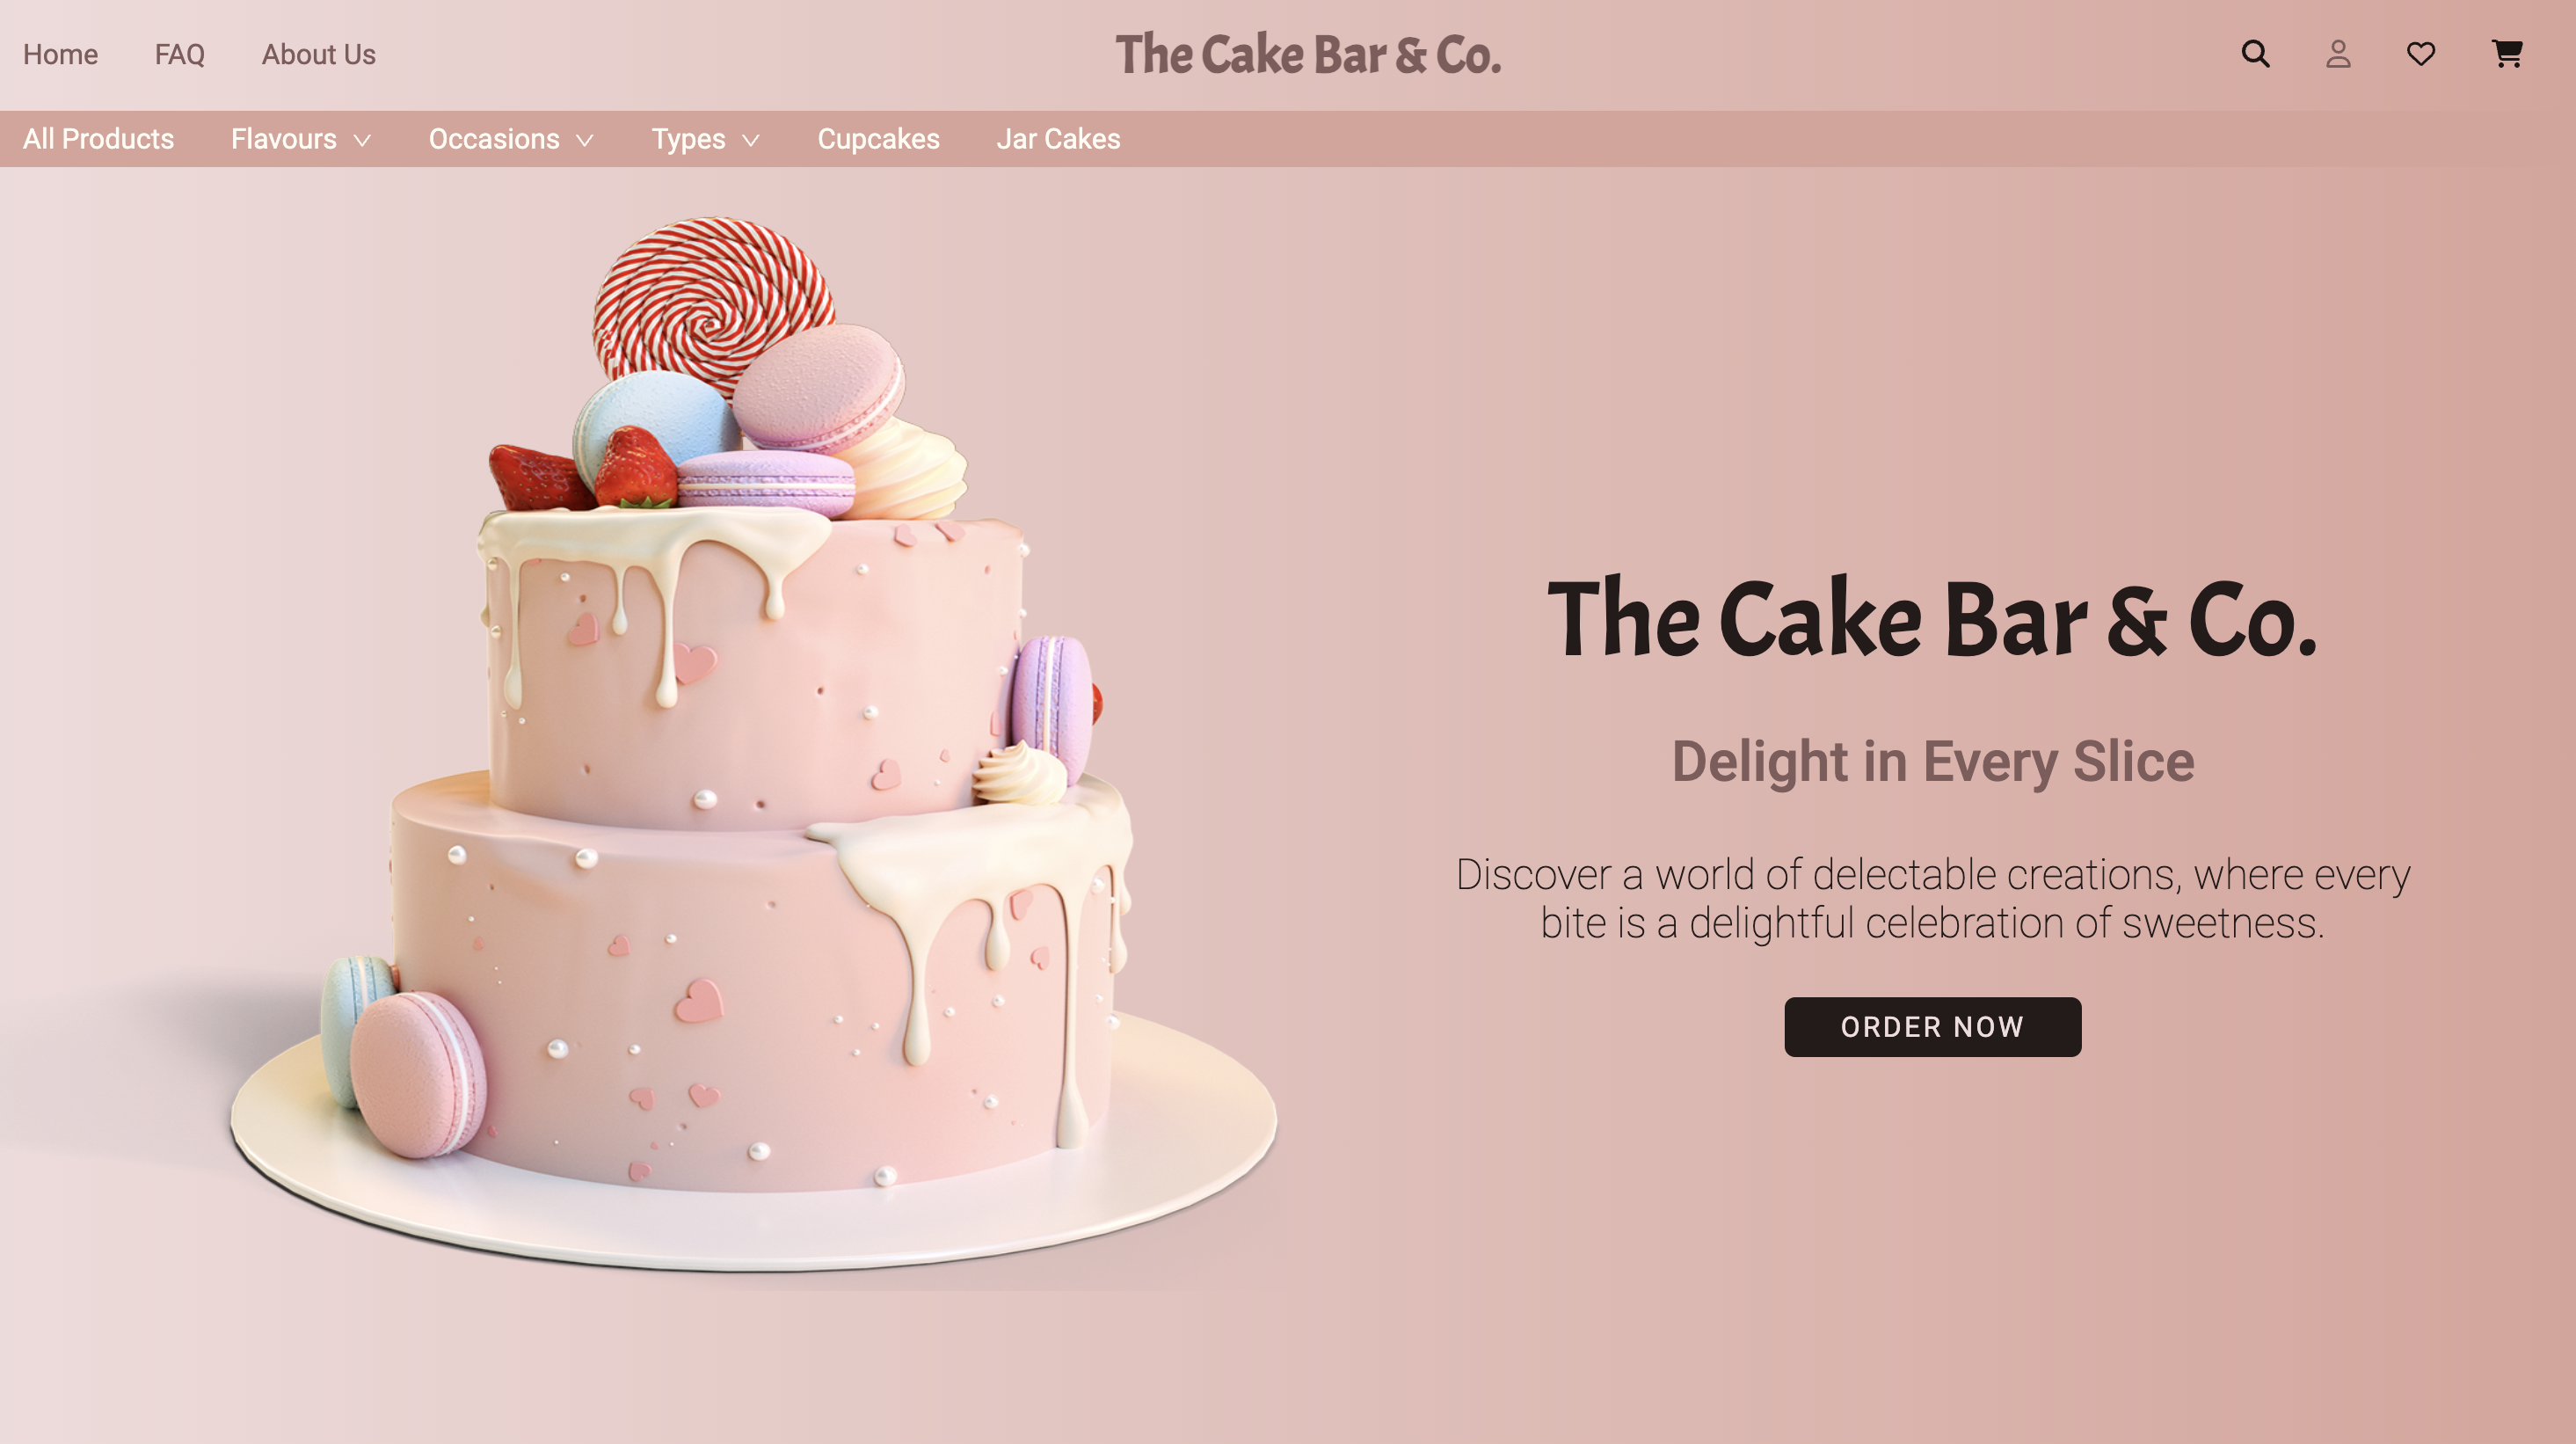 Home FAQ About Us The Cake Bar & Co.
All Products Flavours Occasions Types Cupcakes Jar Cakes
The Cake Bar & Co.
Delight in Every Slice
Discover a world of delectable creations, where every
bite is a delightful celebration of sweetness.
ORDER NOW